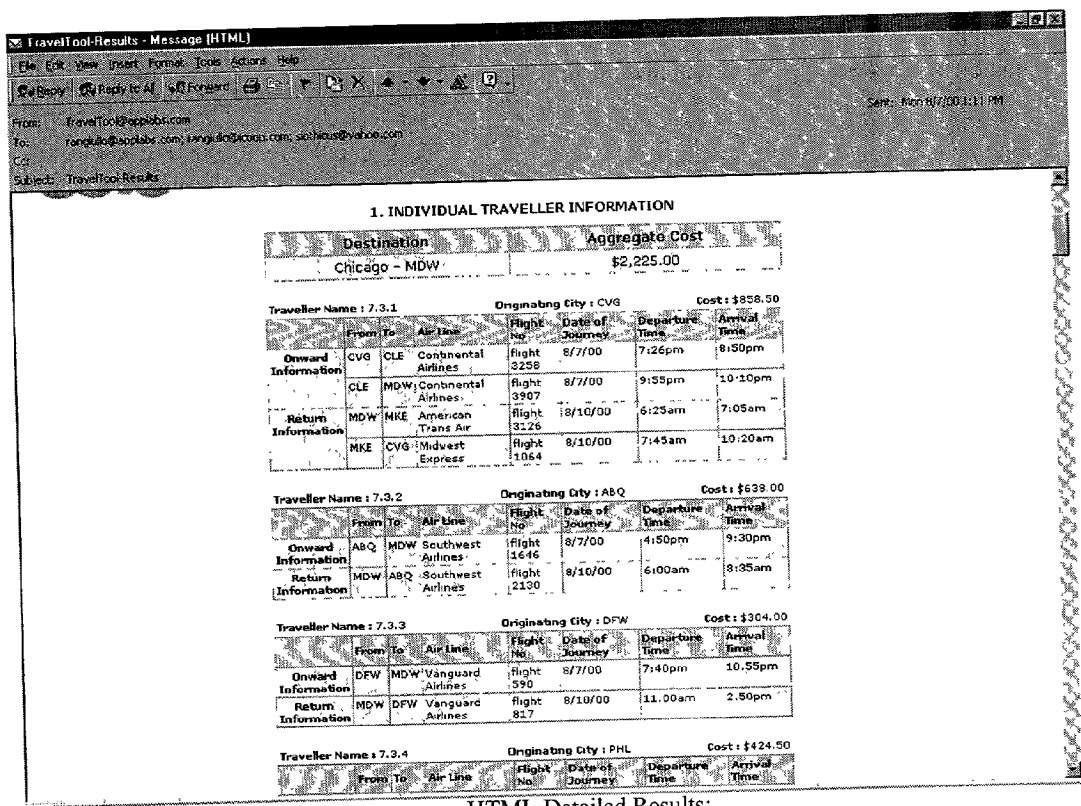 TravelTool-Results - Message (HTML)
File Edit View Insert Format Tools Actions Help
Reply Reply to All Forward
Sent: Mon 8/7/00 1:11 PM
From: TravelTool@applabs.com
To:
Cc:
Subject: TravelTool-Results
1. INDIVIDUAL TRAVELLER INFORMATION
Destination Aggregate Cost
Chicago - MDW $2,225.00
Traveller Name : 7.3.1 Originating City : CVG Cost : $858.50
From To Air Line Flight No Date of Journey Departure Time Arrival Time
Onward Information CVG CLE Continental Airlines flight 3258 8/7/00 7:26pm 8:50pm
CLE MDW Continental Airlines flight 3907 8/7/00 9:55pm 10:10pm
Return Information MDW MKE American Trans Air flight 3126 8/10/00 6:25am 7:05am
MKE CVG Midwest Express flight 1064 8/10/00 7:45am 10:20am
Traveller Name : 7.3.2 Originating City : ABQ Cost : $638.00
From To Air Line Flight No Date of Journey Departure Time Arrival Time
Onward Information ABQ MDW Southwest Airlines flight 1646 8/7/00 4:50pm 9:30pm
Return Information MDW ABQ Southwest Airlines flight 2130 8/10/00 6:00am 8:35am
Traveller Name : 7.3.3 Originating City : DFW Cost : $304.00
From To Air Line Flight No Date of Journey Departure Time Arrival Time
Onward Information DFW MDW Vanguard Airlines flight 590 8/7/00 7:40pm 10.55pm
Return Information MDW DFW Vanguard Airlines flight 817 8/10/00 11.00am 2.50pm
Traveller Name : 7.3.4 Originating City : PHL Cost : $424.50
From To Air Line Flight No Date of Journey Departure Time Arrival Time
HTML Detailed Results: